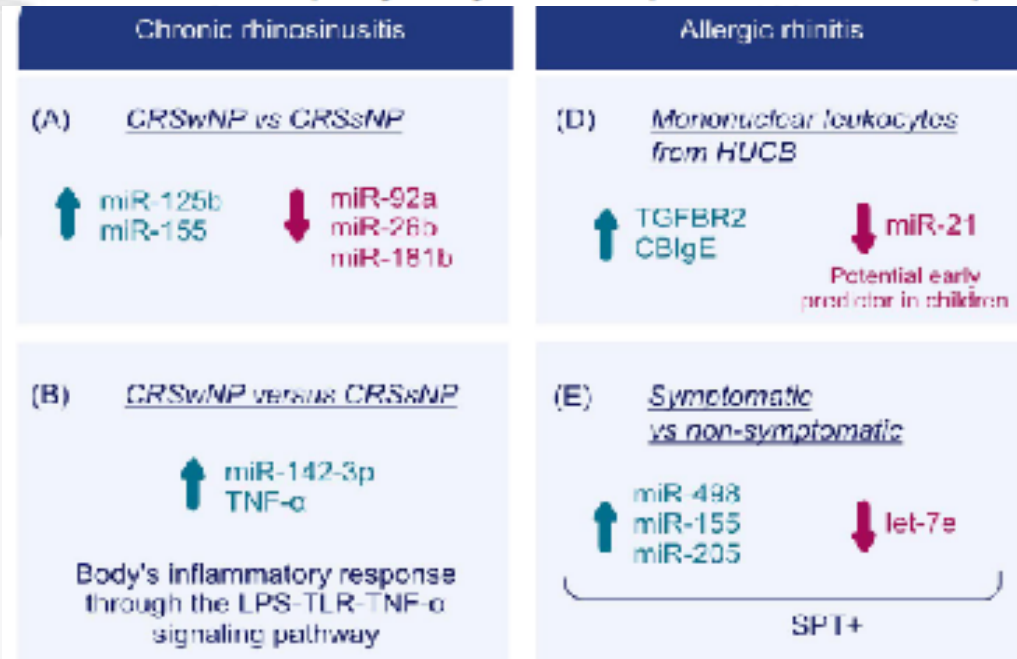 Chronic rhinosinusitis
(A) CRSwNP vs CRSsNP
miR-125b
miR-155
miR-92a
miR-26b
miR-181b
(B) CRSwNP versus CRSsNP
miR-142-3p
TNF-α
Body's inflammatory response
through the LPS-TLR-TNF-α
signaling pathway
Allergic rhinitis
(D) Mononuclear leukocytes
from HUCB
TGFBR2
CBIgE
miR-21
Potential early
predictor in children
(E) Symptomatic
vs non-symptomatic
miR-498
miR-155
miR-205
let-7e
SPT+